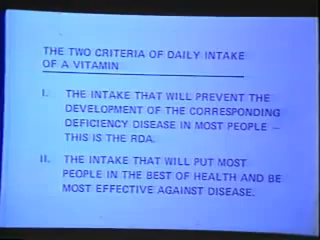 THE TWO CRITERIA OF DAILY INTAKE
OF A VITAMIN
I. THE INTAKE THAT WILL PREVENT THE
DEVELOPMENT OF THE CORRESPONDING
DEFICIENCY DISEASE IN MOST PEOPLE –
THIS IS THE RDA.
II. THE INTAKE THAT WILL PUT MOST
PEOPLE IN THE BEST OF HEALTH AND BE
MOST EFFECTIVE AGAINST DISEASE.